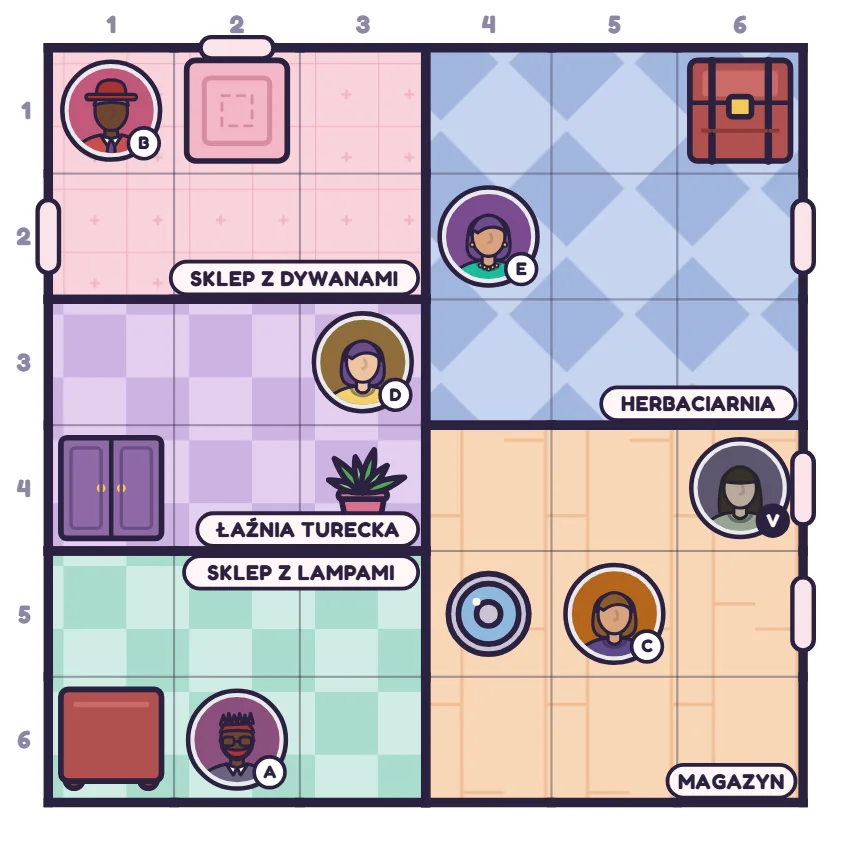 1 2 3 4 5 6
1
B
2
E
SKLEP Z DYWANAMI
3
D
HERBACIARNIA
4
V
ŁAŹNIA TURECKA
SKLEP Z LAMPAMI
5
C
6
A
MAGAZYN